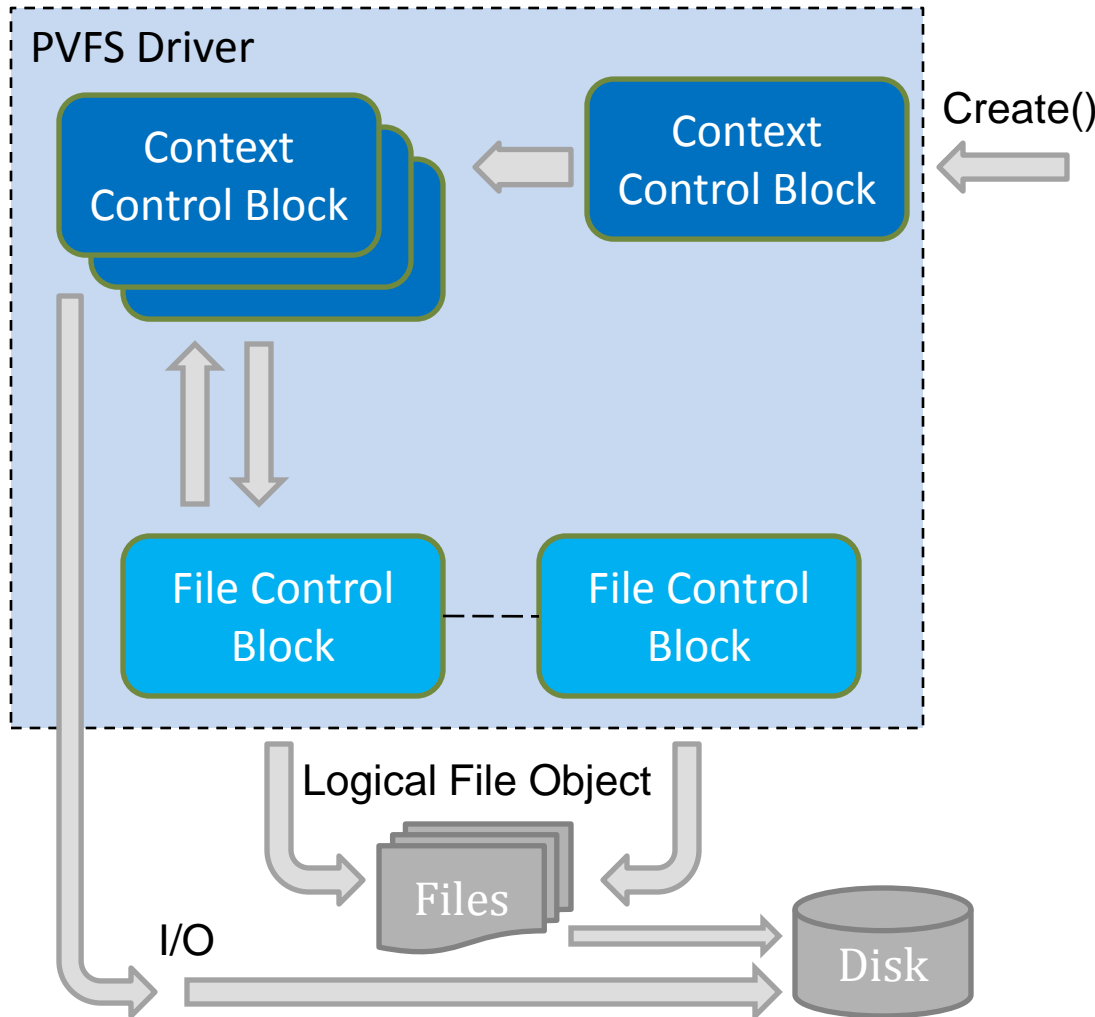 PVFS Driver
Context
Control Block
Context
Control Block
Create()
File Control
Block
File Control
Block
Logical File Object
Files
I/O
Disk